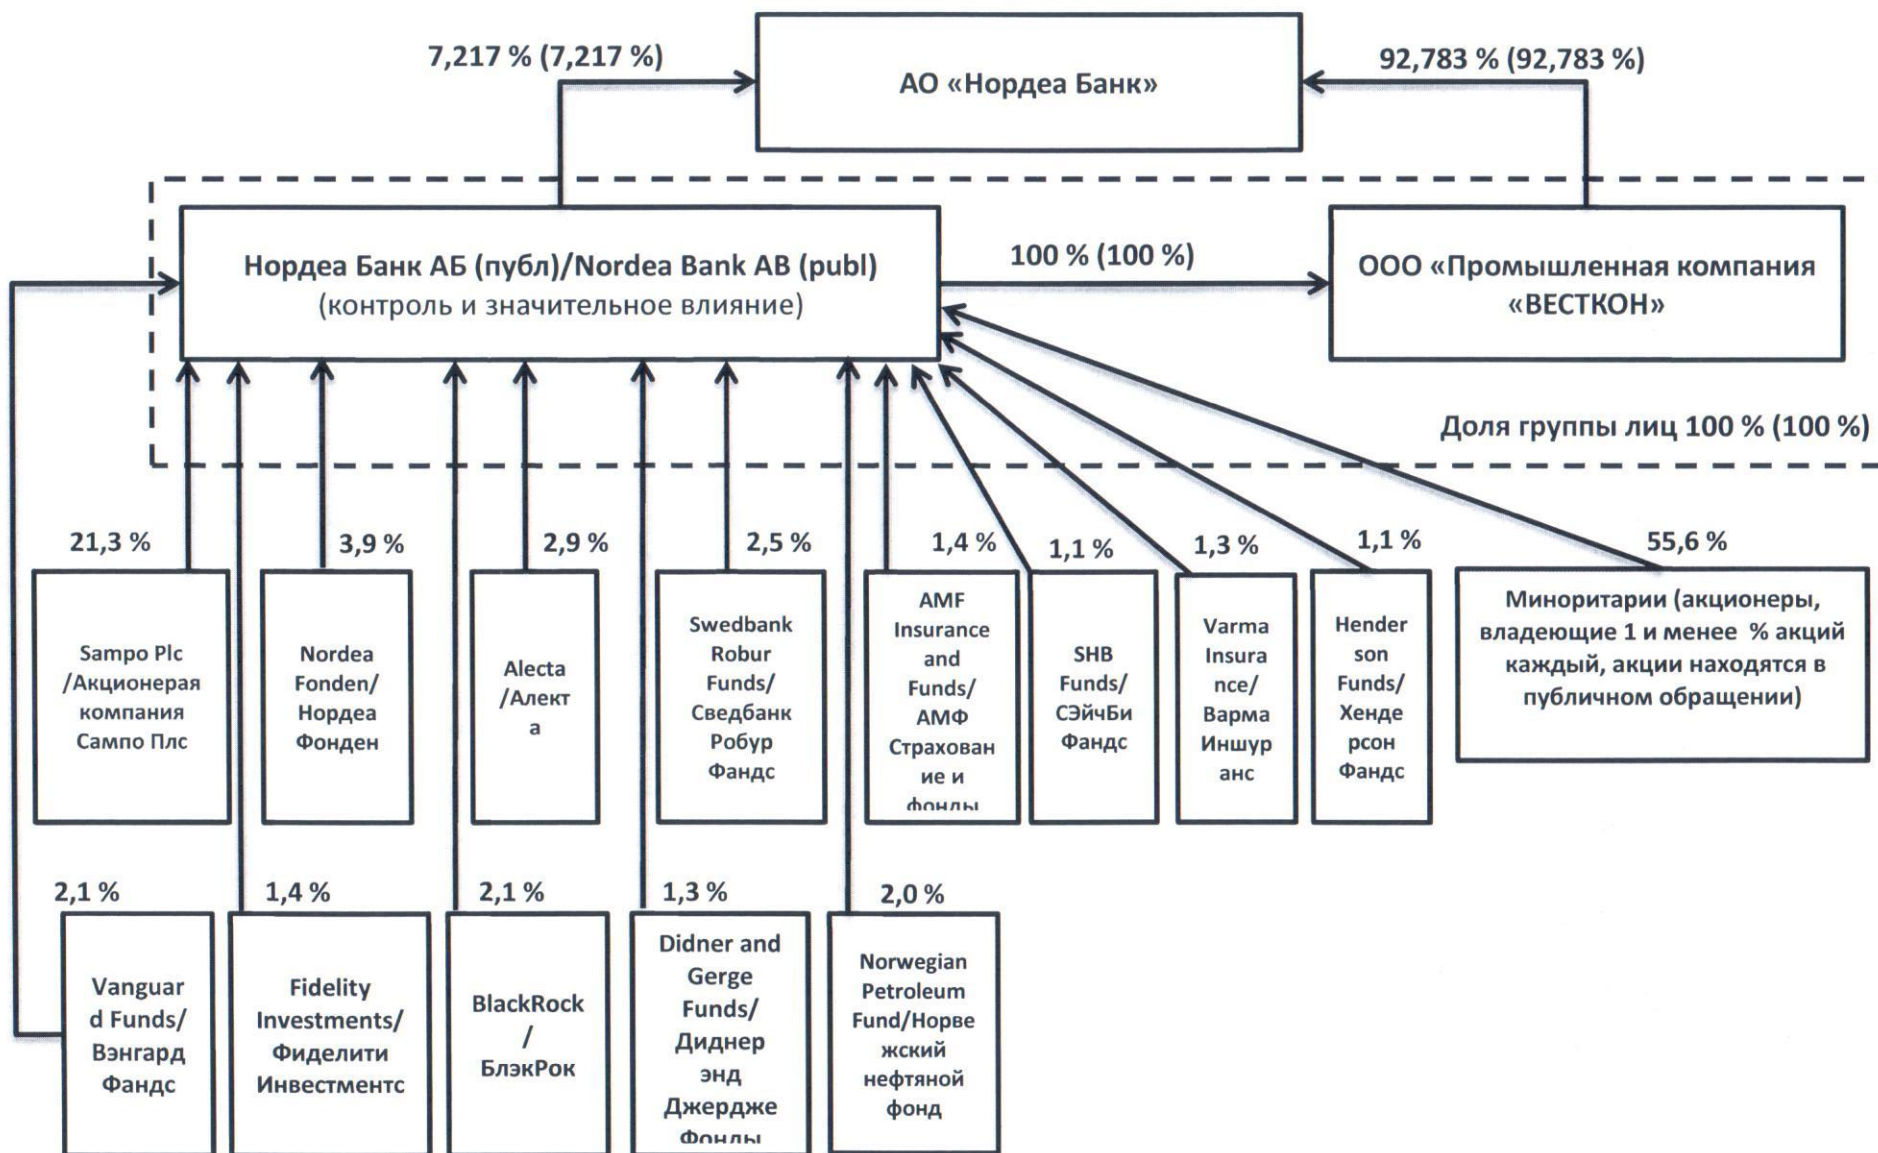 7,217 % (7,217 %)
АО «Нордеа Банк»
92,783 % (92,783 %)
Нордеа Банк АБ (публ)/Nordea Bank AB (publ)
(контроль и значительное влияние)
100 % (100 %)
ООО «Промышленная компания
«ВЕСТКОН»
Доля группы лиц 100 % (100 %)
21,3 %
Sampo Plc
/Акционерая
компания
Сампо Плс
3,9 %
Nordea
Fonden/
Нордеа
Фонден
2,9 %
Alecta
/Алект
а
2,5 %
Swedbank
Robur
Funds/
Сведбанк
Робур
Фандс
1,4 %
AMF
Insurance
and
Funds/
АМФ
Страхован
ие и
фонды
1,1 %
SHB
Funds/
СЭйчБи
Фандс
1,3 %
Varma
Insura
nce/
Варма
Иншур
анс
1,1 %
Hender
son
Funds/
Хенде
рсон
Фандс
55,6 %
Миноритарии (акционеры,
владеющие 1 и менее % акций
каждый, акции находятся в
публичном обращении)
2,1 %
Vanguar
d Funds/
Вэнгард
Фандс
1,4 %
Fidelity
Investments/
Фиделити
Инвестментс
2,1 %
BlackRock
/
БлэкРок
1,3 %
Didner and
Gerge
Funds/
Диднер
энд
Джердже
Фонды
2,0 %
Norwegian
Petroleum
Fund/Норве
жский
нефтяной
фонд